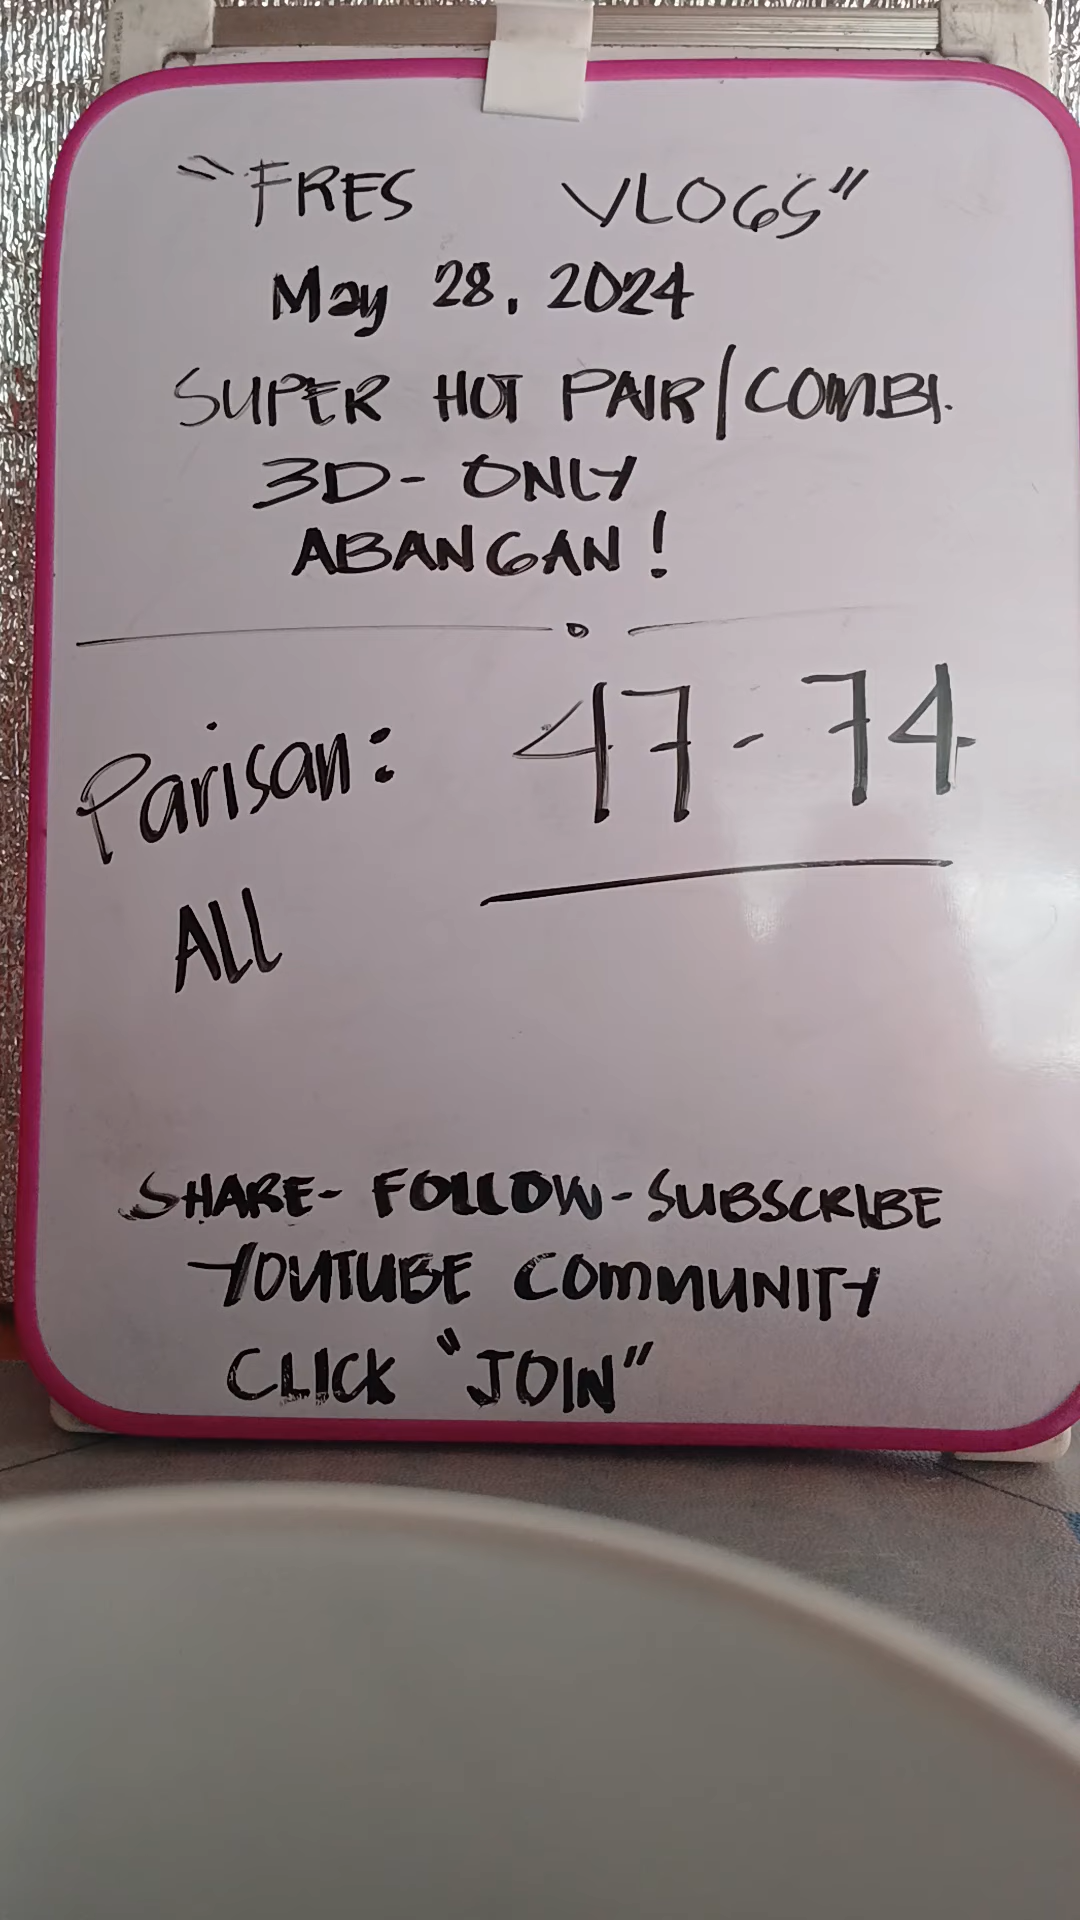 "FRES VLOGS"
May 28, 2024
SUPER HOT PAIR/COMBI.
3D- ONLY
ABANGAN!
Parisan: 47-74
ALL
SHARE- FOLLOW-SUBSCRIBE
YOUTUBE COMMUNITY
CLICK "JOIN"